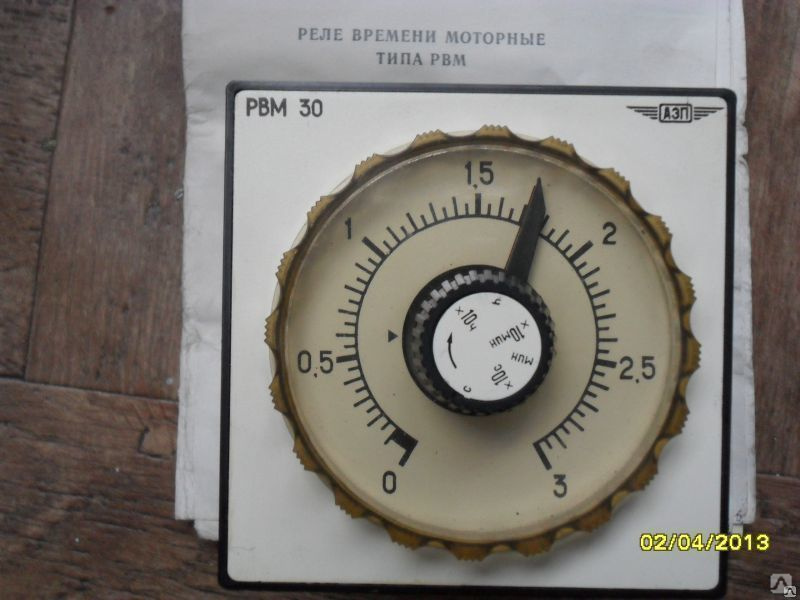 РЕЛЕ ВРЕМЕНИ МОТОРНЫЕ
ТИПА РВМ
РВМ 30
АЭП
0
0,5
1
1,5
2
2,5
3
ч
×10ч
×10мин
мин
×10с
с
02/04/2013